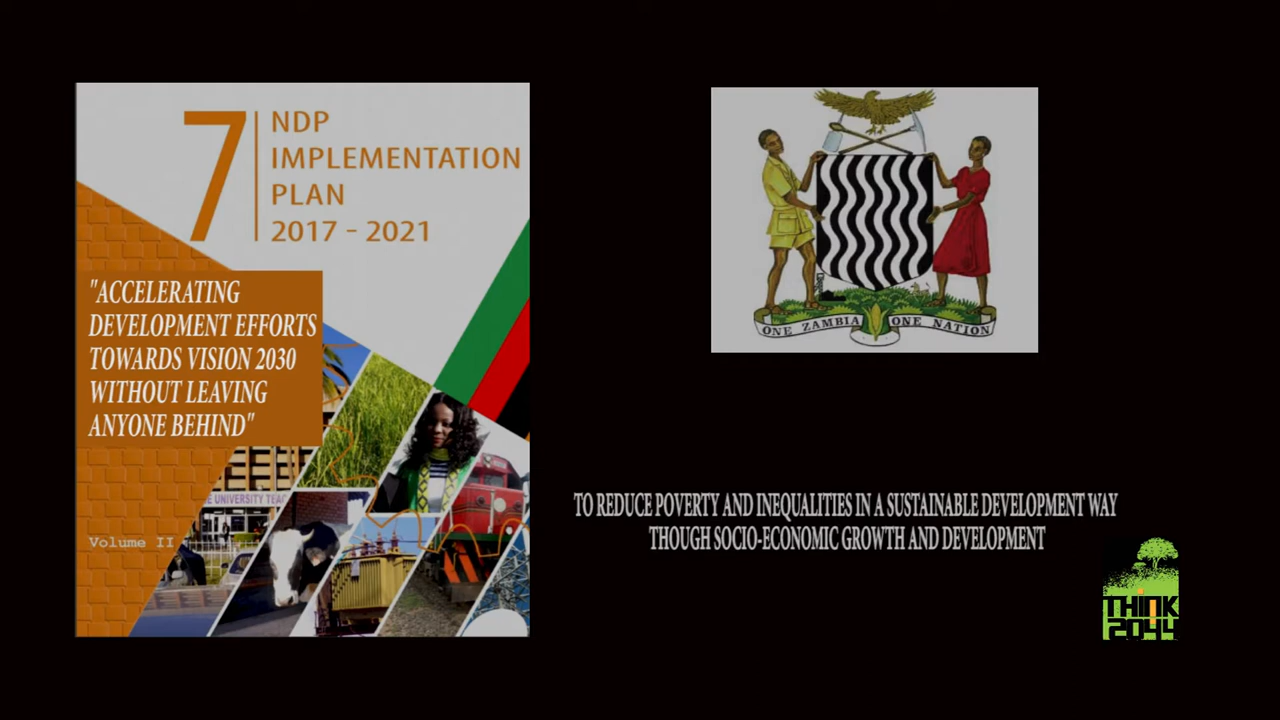 7
NDP
IMPLEMENTATION
PLAN
2017 - 2021
"ACCELERATING
DEVELOPMENT EFFORTS
TOWARDS VISION 2030
WITHOUT LEAVING
ANYONE BEHIND"
UNIVERSITY
Volume II
ONE ZAMBIA ONE NATION
TO REDUCE POVERTY AND INEQUALITIES IN A SUSTAINABLE DEVELOPMENT WAY
THOUGH SOCIO-ECONOMIC GROWTH AND DEVELOPMENT
THINK
2044